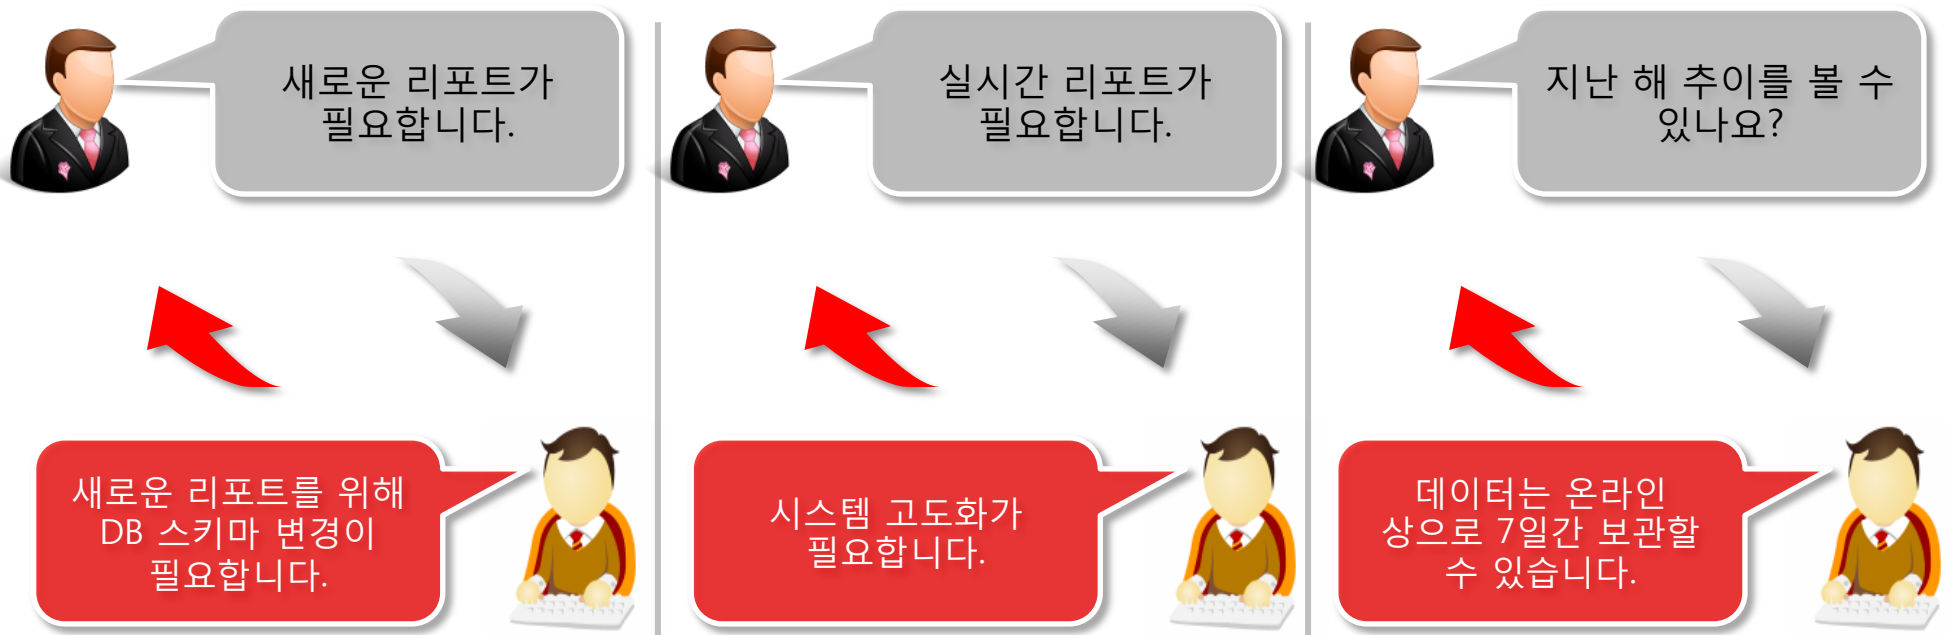 새로운 리포트가
필요합니다.
실시간 리포트가
필요합니다.
지난 해 추이를 볼 수
있나요?
새로운 리포트를 위해
DB 스키마 변경이
필요합니다.
시스템 고도화가
필요합니다.
데이터는 온라인
상으로 7일간 보관할
수 있습니다.